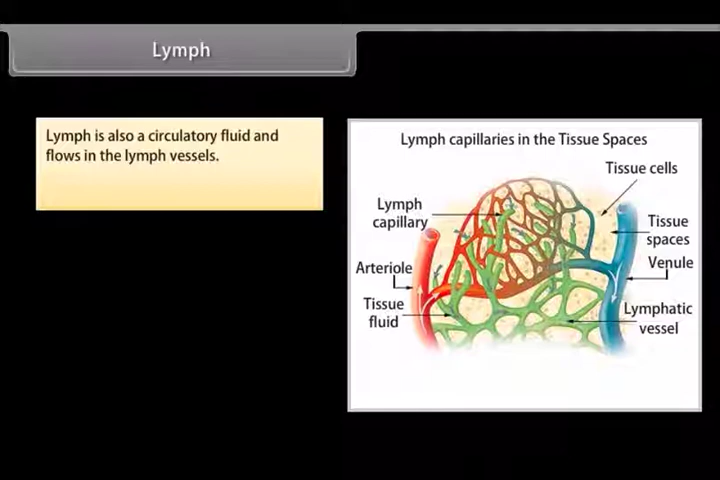 Lymph
Lymph is also a circulatory fluid and
flows in the lymph vessels.
Lymph capillaries in the Tissue Spaces
Tissue cells
Lymph
capillary
Tissue
spaces
Arteriole
Venule
Tissue
fluid
Lymphatic
vessel